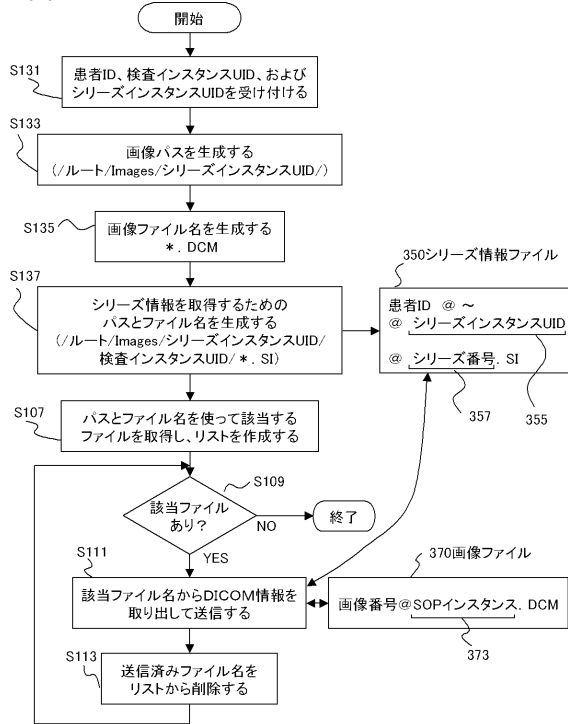 開始
S131
患者ID、検査インスタンスUID、および
シリーズインスタンスUIDを受け付ける
S133
画像パスを生成する
(/ルート/Images/シリーズインスタンスUID/)
S135
画像ファイル名を生成する
*. DCM
S137
シリーズ情報を取得するための
パスとファイル名を生成する
(/ルート/Images/シリーズインスタンスUID/
検査インスタンスUID/*. SI)
350シリーズ情報ファイル
患者ID @ ~
@ シリーズインスタンスUID
@ シリーズ番号. SI
357
355
S107
パスとファイル名を使って該当する
ファイルを取得し、リストを作成する
S109
該当ファイル
あり?
NO
終了
YES
S111
該当ファイル名からDICOM情報を
取り出して送信する
370画像ファイル
画像番号@SOPインスタンス. DCM
373
S113
送信済みファイル名を
リストから削除する